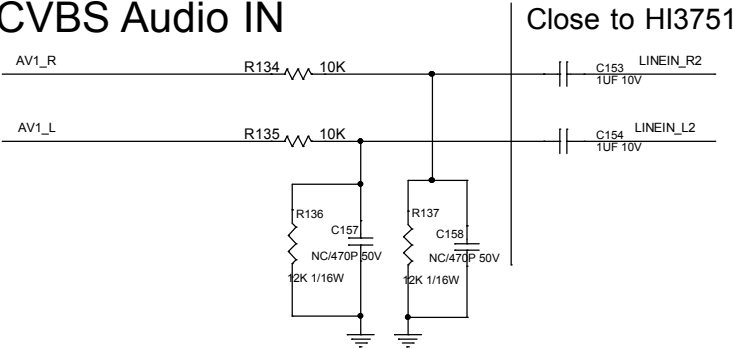 CVBS Audio IN
Close to HI3751
AV1_R
R134 10K
C153
1UF 10V
LINEIN_R2
AV1_L
R135 10K
C154
1UF 10V
LINEIN_L2
R136
C157
NC/470P 50V
12K 1/16W
R137
C158
NC/470P 50V
12K 1/16W